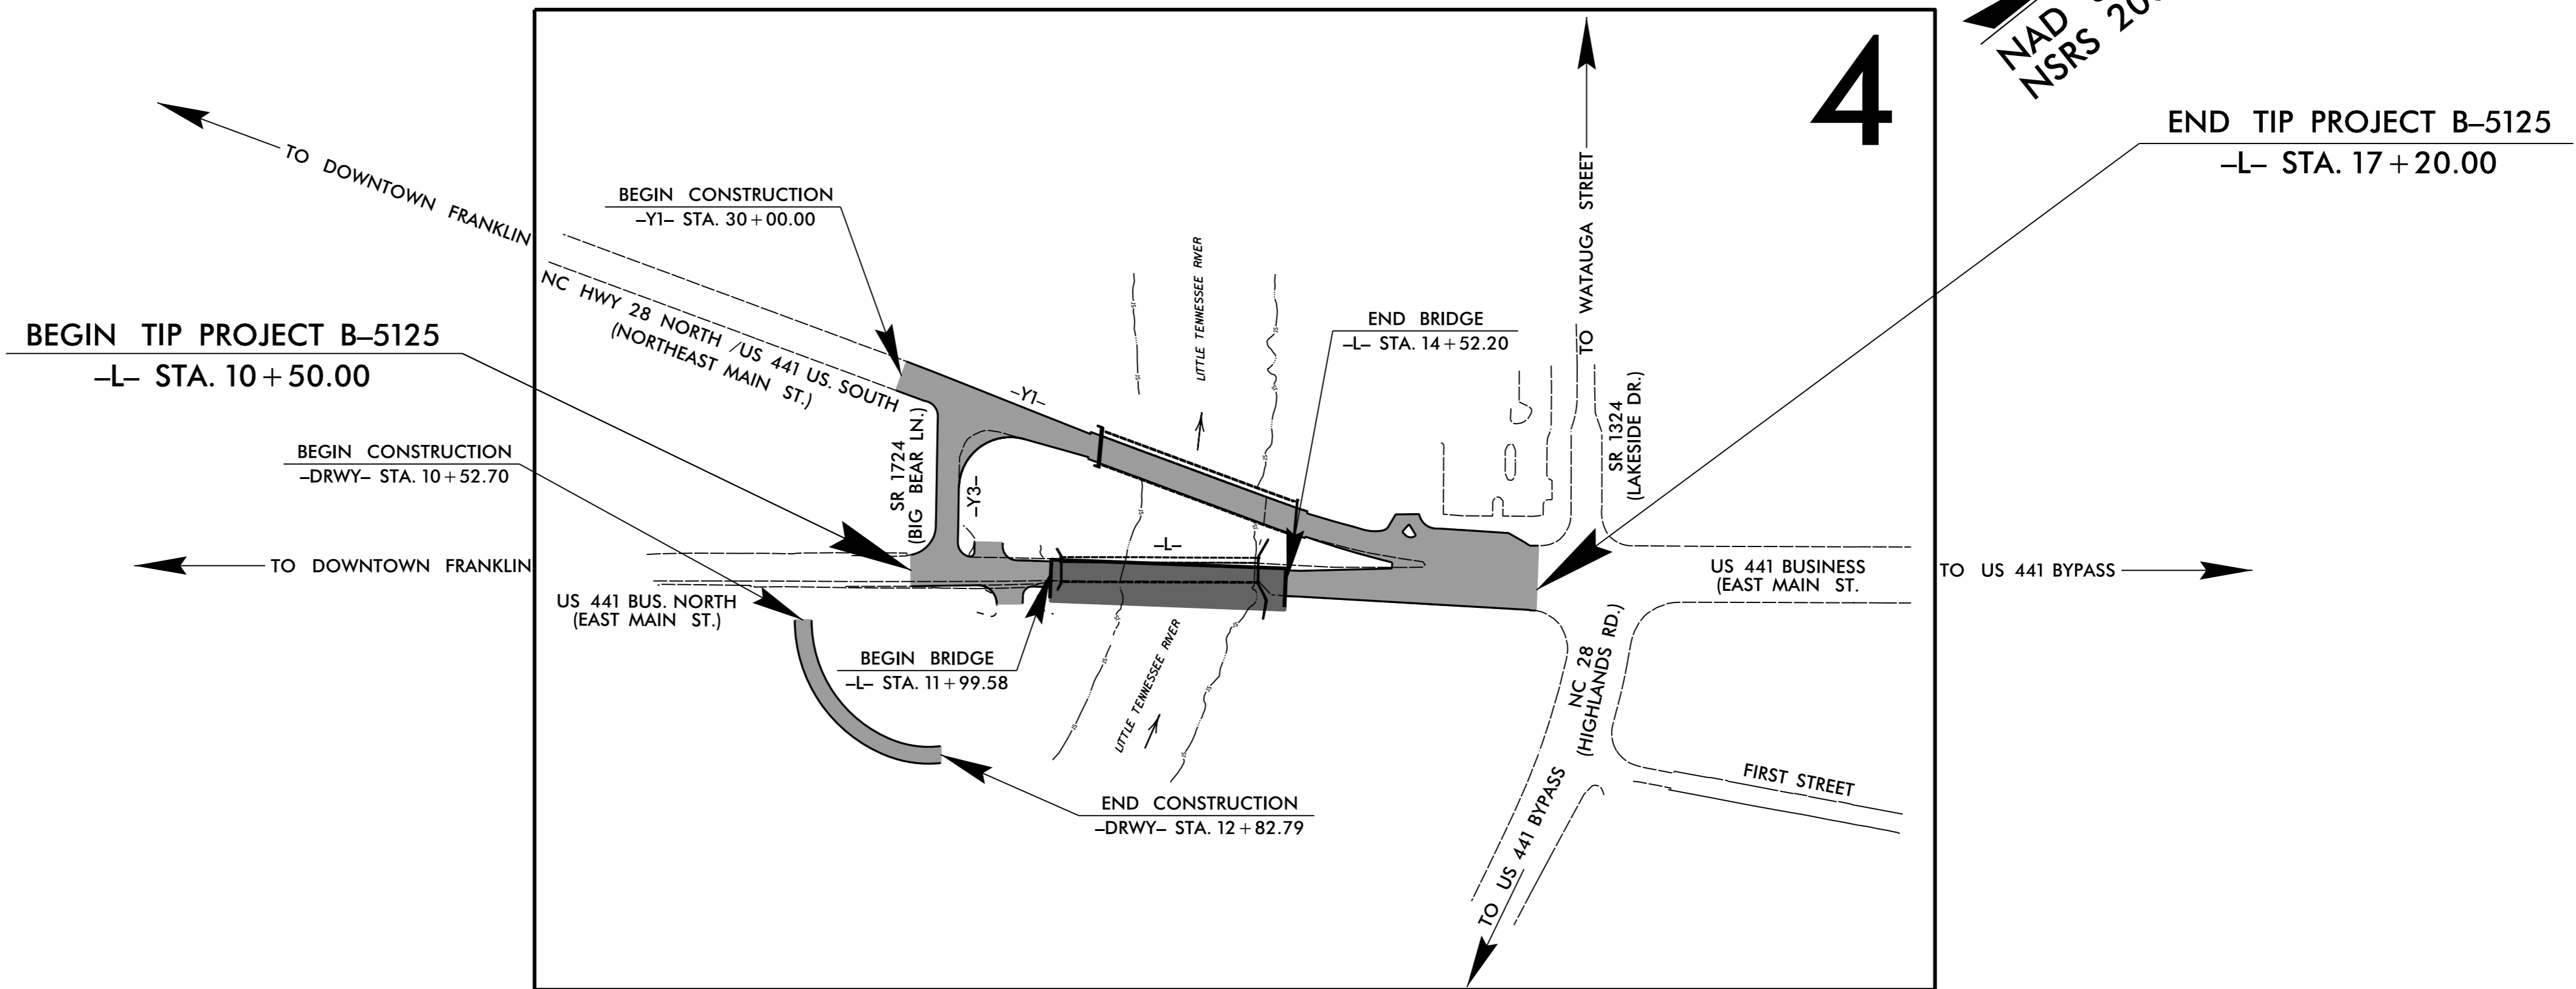 4
NAD
NSRS
END TIP PROJECT B–5125
–L– STA. 17+20.00
TO DOWNTOWN FRANKLIN
BEGIN CONSTRUCTION
–Y1– STA. 30+00.00
TO WATAUGA STREET
LITTLE TENNESSEE RIVER
NC HWY 28 NORTH /US 441 US. SOUTH
(NORTHEAST MAIN ST.)
END BRIDGE
–L– STA. 14+52.20
BEGIN TIP PROJECT B–5125
–L– STA. 10+50.00
–Y1–
SR 1724
(BIG BEAR LN.)
–Y3–
SR 1324
(LAKESIDE DR.)
BEGIN CONSTRUCTION
–DRWY– STA. 10+52.70
–L–
TO DOWNTOWN FRANKLIN
US 441 BUSINESS
(EAST MAIN ST.
TO US 441 BYPASS
US 441 BUS. NORTH
(EAST MAIN ST.)
BEGIN BRIDGE
–L– STA. 11+99.58
LITTLE TENNESSEE RIVER
NC 28
(HIGHLANDS RD.)
FIRST STREET
END CONSTRUCTION
–DRWY– STA. 12+82.79
TO US 441 BYPASS